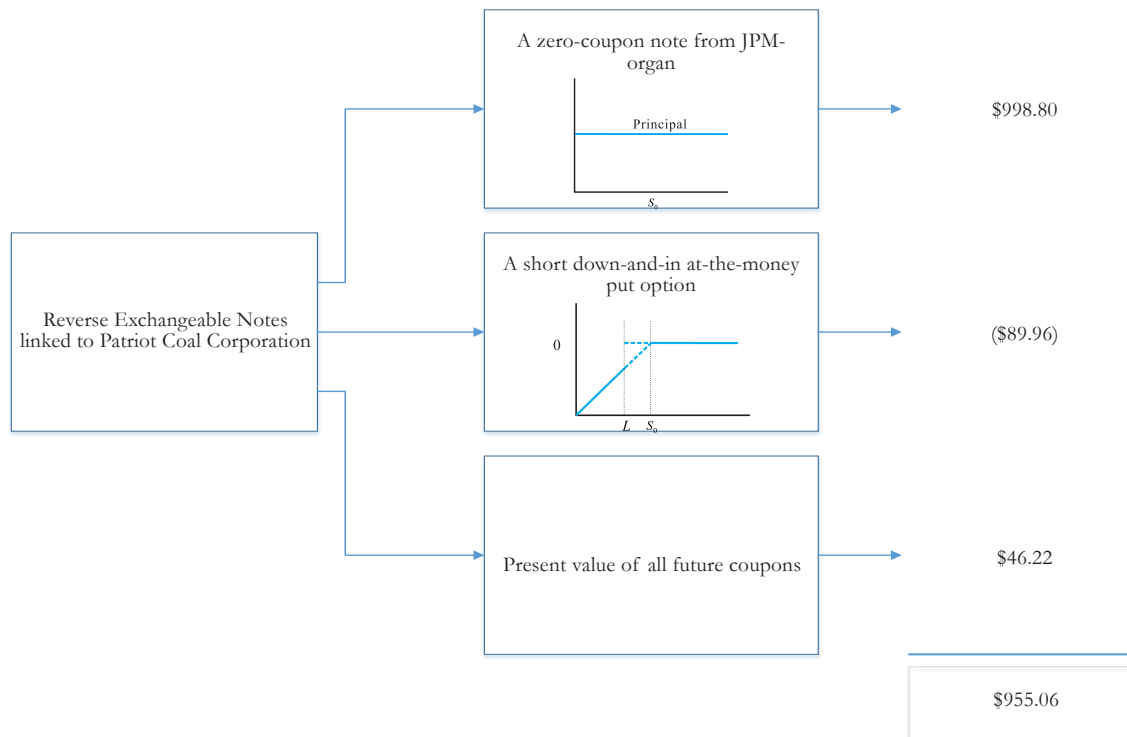 A zero-coupon note from JPM-
organ
Principal
S₀
$998.80
Reverse Exchangeable Notes
linked to Patriot Coal Corporation
A short down-and-in at-the-money
put option
0
L S₀
($89.96)
Present value of all future coupons
$46.22
$955.06